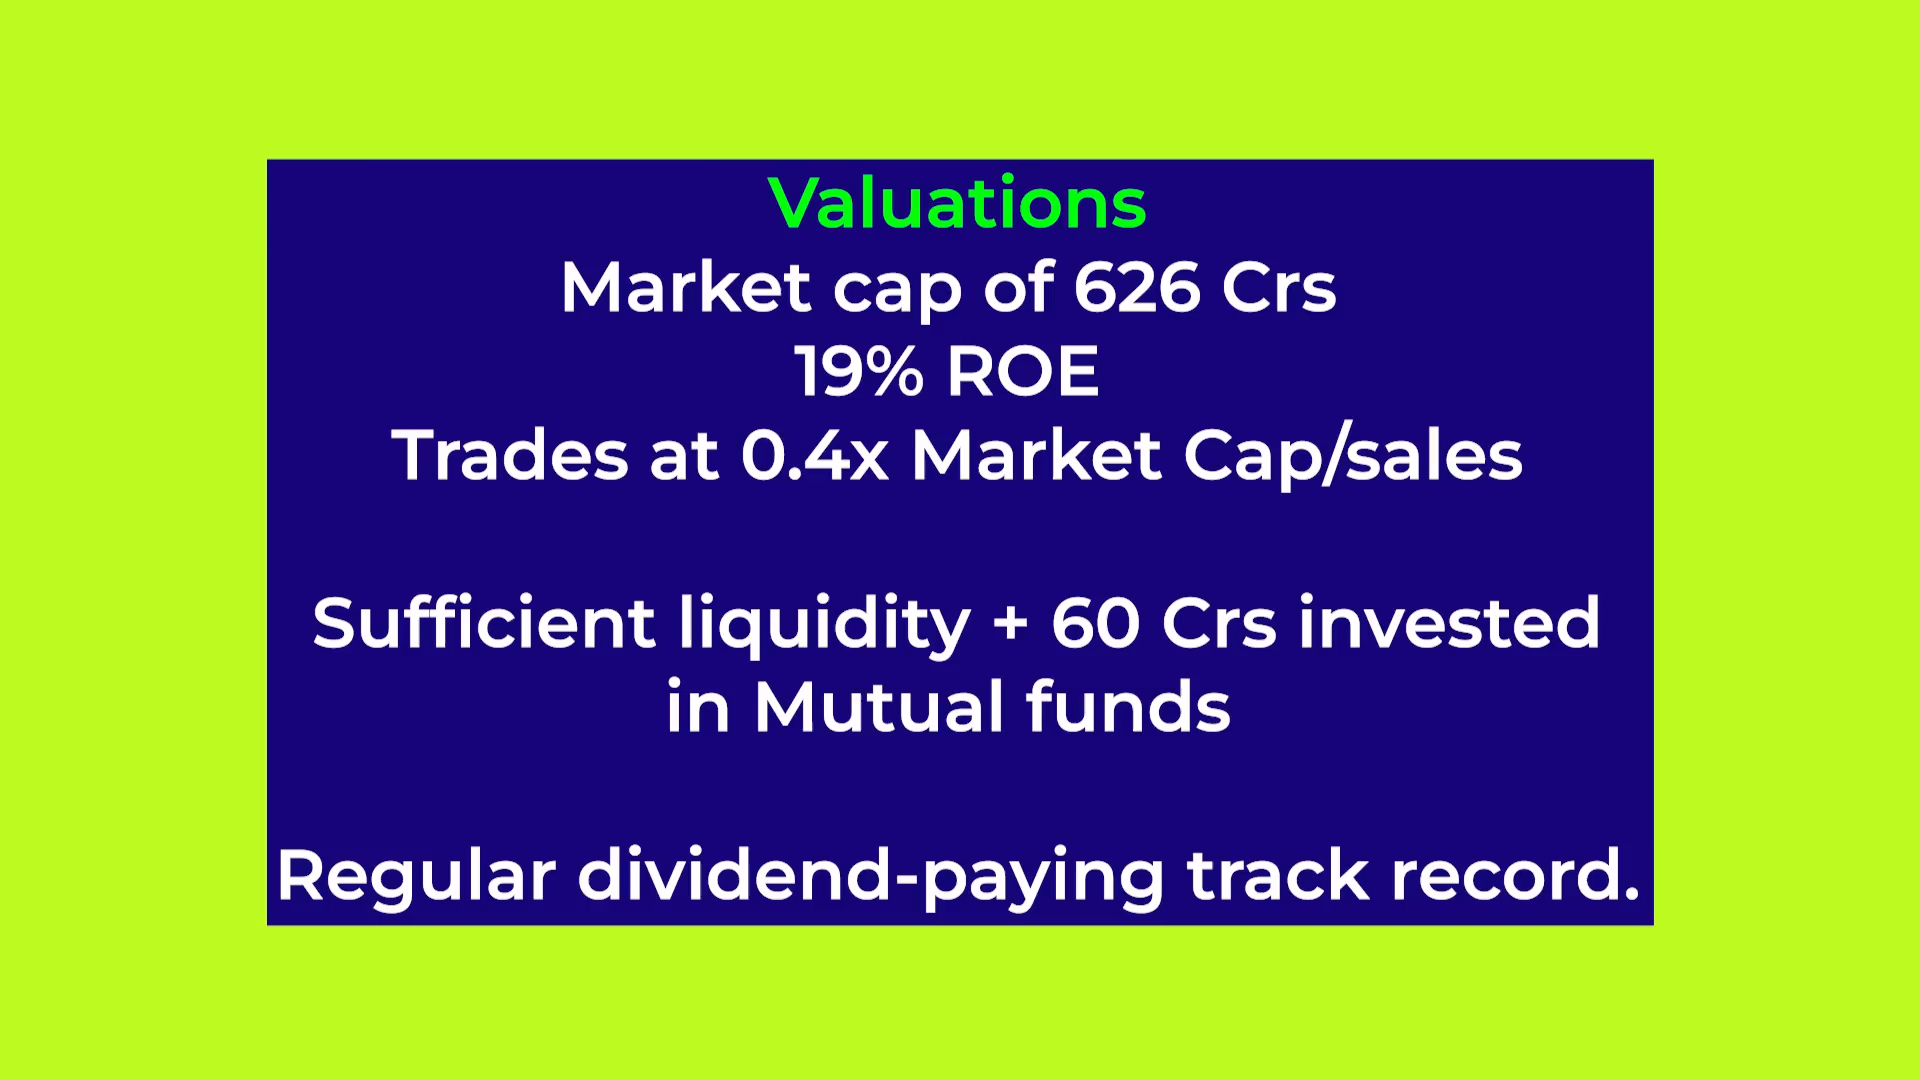 Valuations
Market cap of 626 Crs
19% ROE
Trades at 0.4x Market Cap/sales
Sufficient liquidity + 60 Crs invested
in Mutual funds
Regular dividend-paying track record.